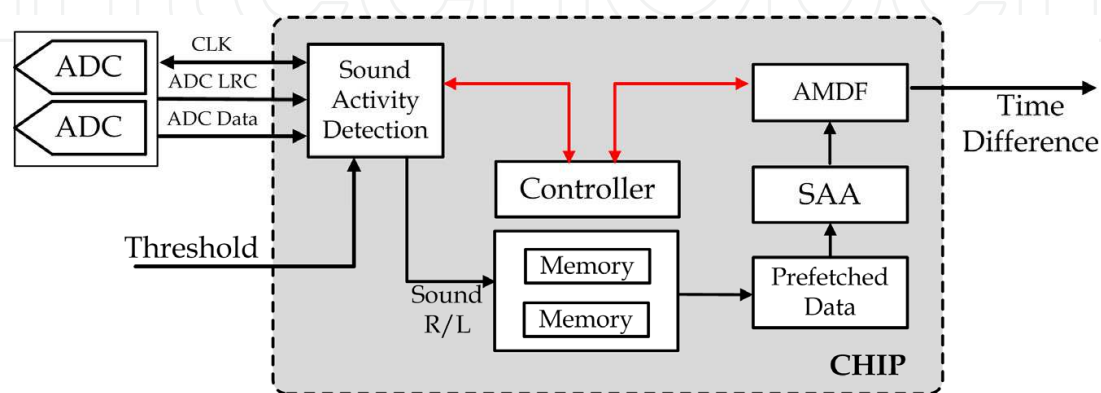 ADC
ADC
CLK
ADC LRC
ADC Data
Sound
Activity
Detection
Threshold
Sound
R/L
Controller
Memory
Memory
Prefetched
Data
SAA
AMDF
Time
Difference
CHIP